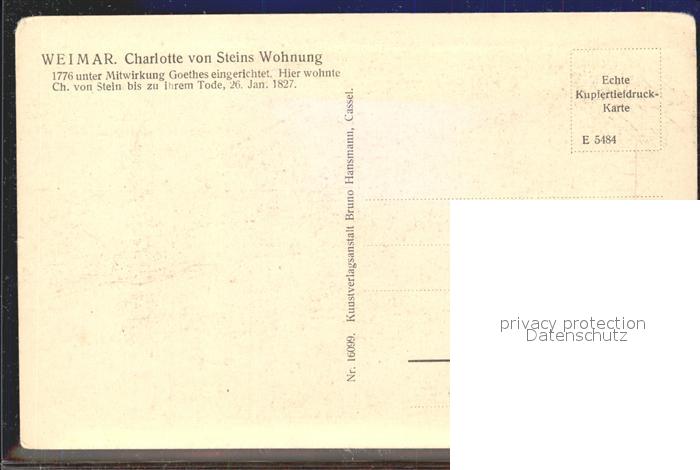 WEIMAR. Charlotte von Steins Wohnung
1776 unter Mitwirkung Goethes eingerichtet. Hier wohnte
Ch. von Stein bis zu ihrem Tode, 26. Jan. 1827.
Echte
Kupfertiefdruck-
Karte
E 5484
Nr. 16099. Kunstverlagsanstalt Bruno Hansmann, Cassel.
privacy protection
Datenschutz